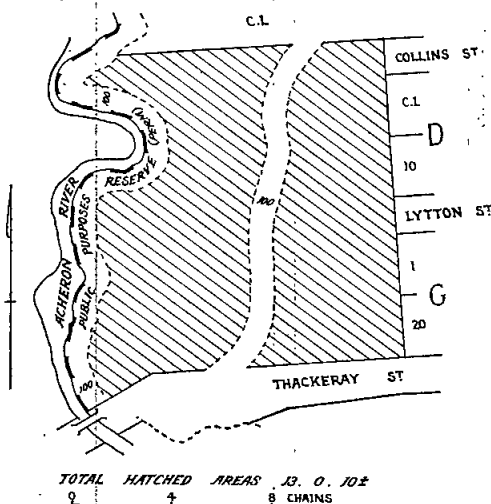 C.L
COLLINS ST
C.L
D
10
LYTTON ST
1
G
20
THACKERAY ST
100
100
100
RIVER
ACHERON
PUBLIC PURPOSES
RESERVE
TOTAL HATCHED AREAS 13. 0. 10±
0 4 8 CHAINS